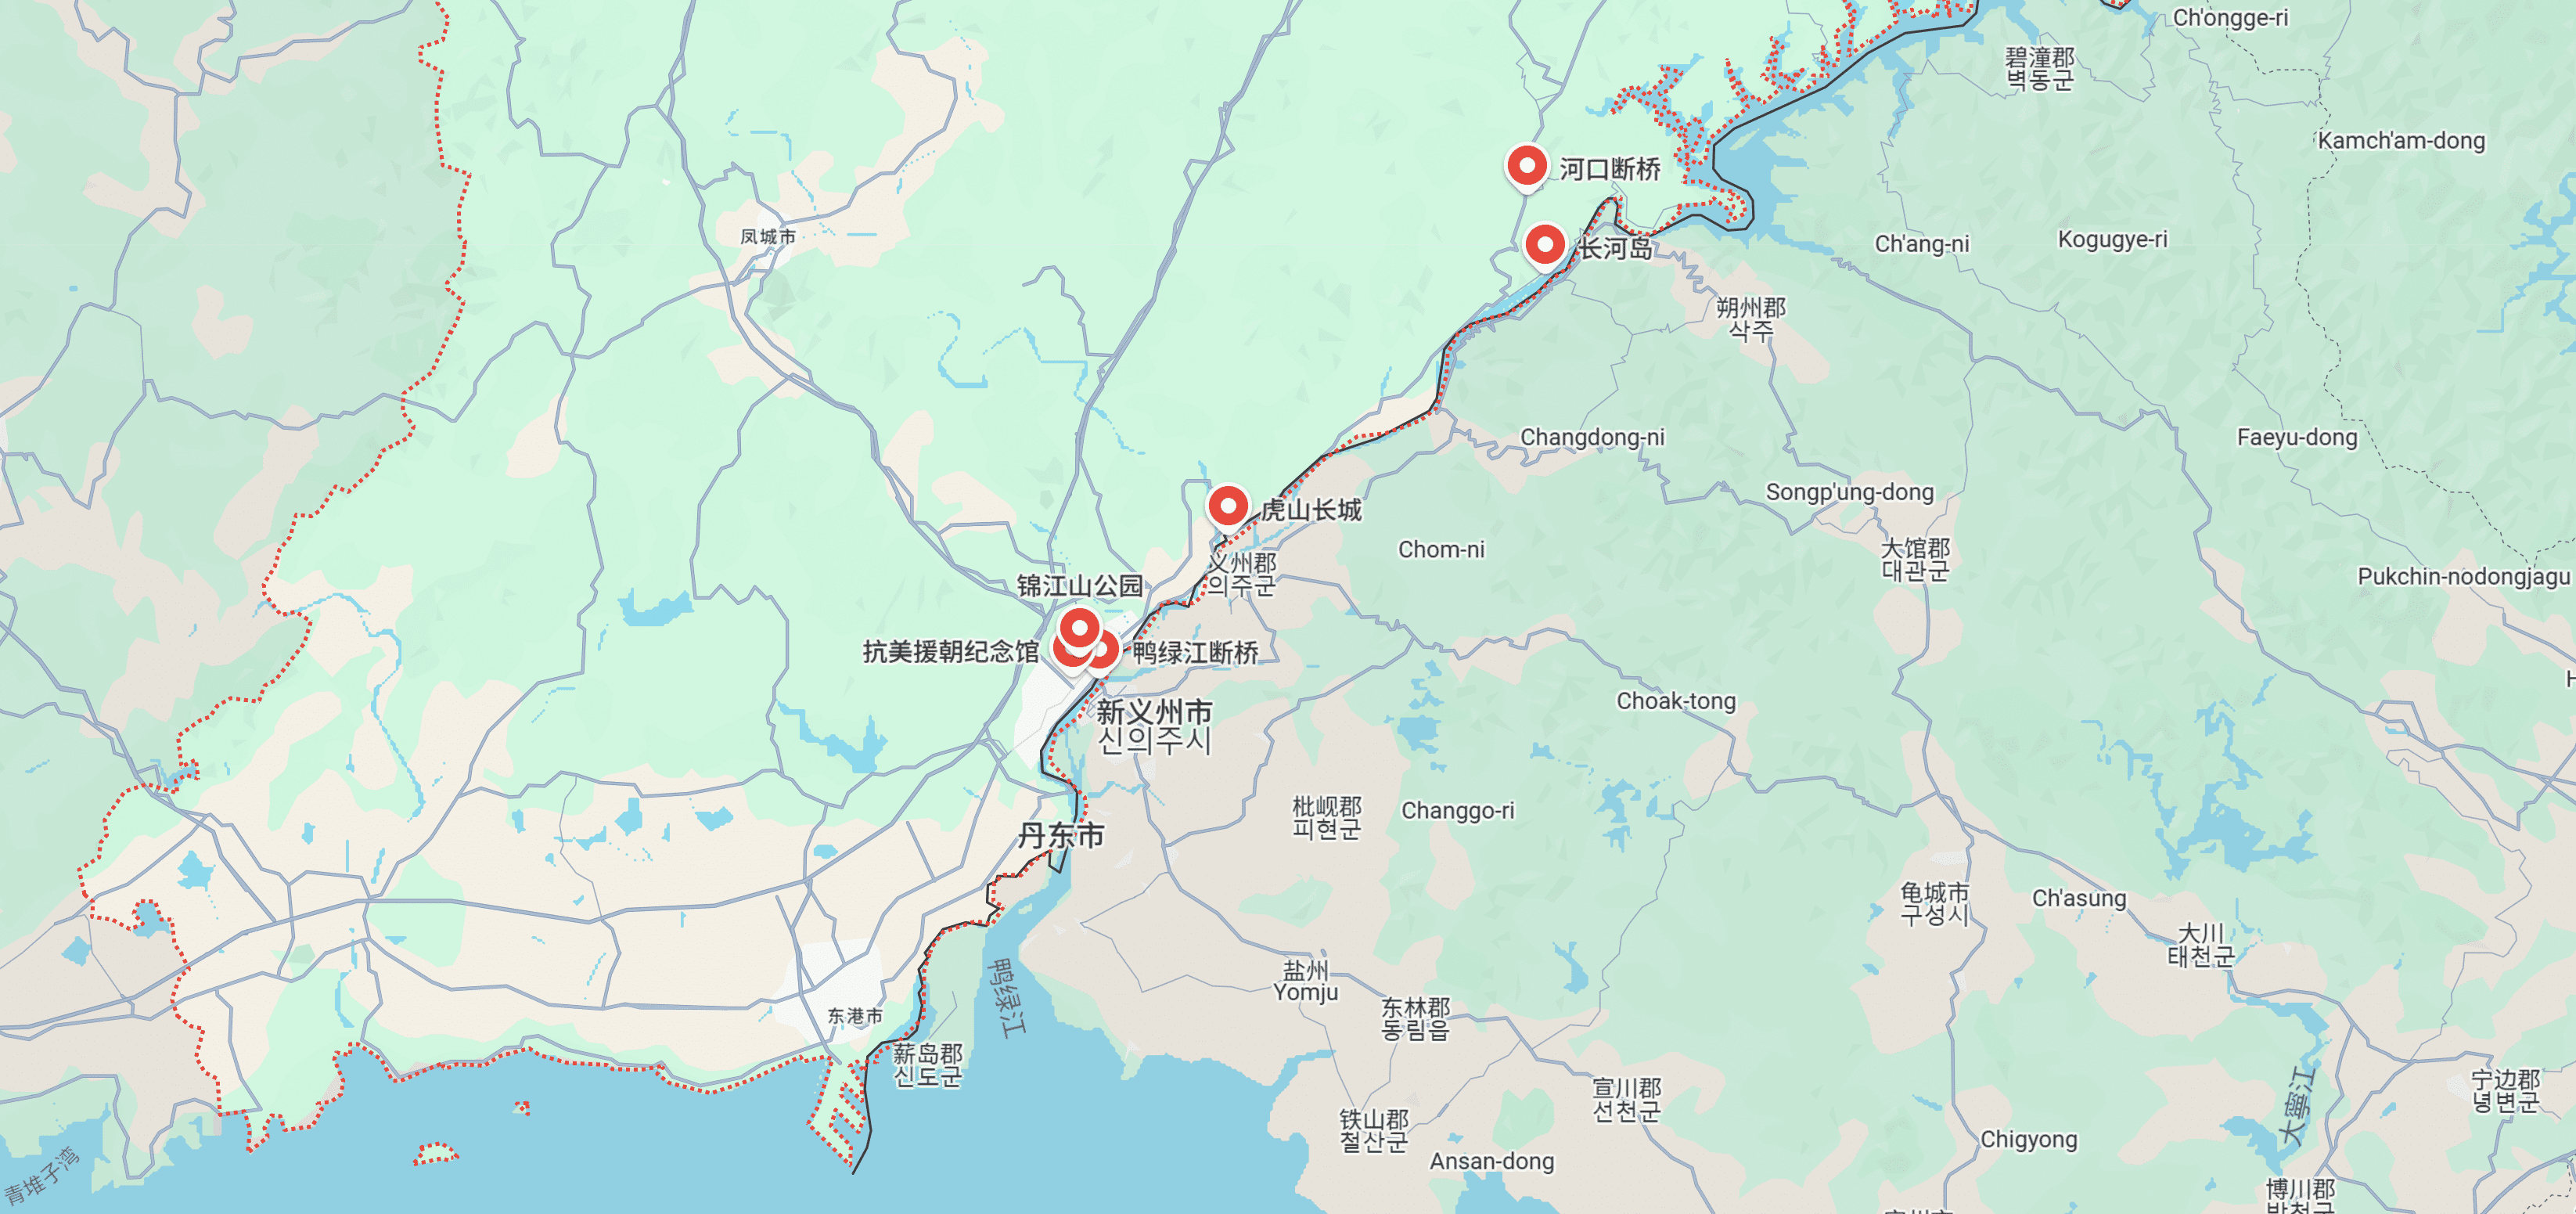 Ch'ongge-ri
碧潼郡
벽동군
Kamch'am-dong
河口断桥
凤城市
长河岛
Ch'ang-ni
Kogugye-ri
朔州郡
삭주
Changdong-ni
Faeyu-dong
Songp'ung-dong
虎山长城
Chom-ni
大馆郡
대관군
义州郡
의주군
Pukchin-nodongjagu
锦江山公园
抗美援朝纪念馆
鸭绿江断桥
Choak-tong
新义州市
신의주시
枇岘郡
피현군
Changgo-ri
丹东市
龟城市
구성시
Ch'asung
大川
태천군
鸭绿江
盐州
Yomju
东林郡
동림읍
东港市
薪岛郡
신도군
宣川郡
선천군
宁边郡
녕변군
大寧江
铁山郡
철산군
Chigyong
Ansan-dong
青堆子湾
博川郡